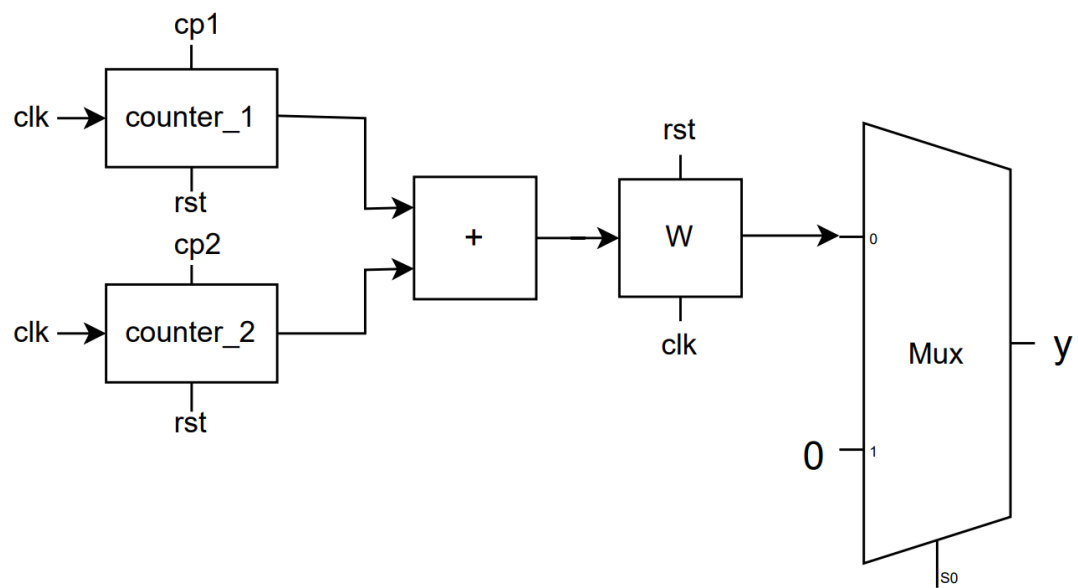 cp1
clk
counter_1
rst
cp2
clk
counter_2
rst
+
rst
W
clk
0
Mux
y
0
1
S0